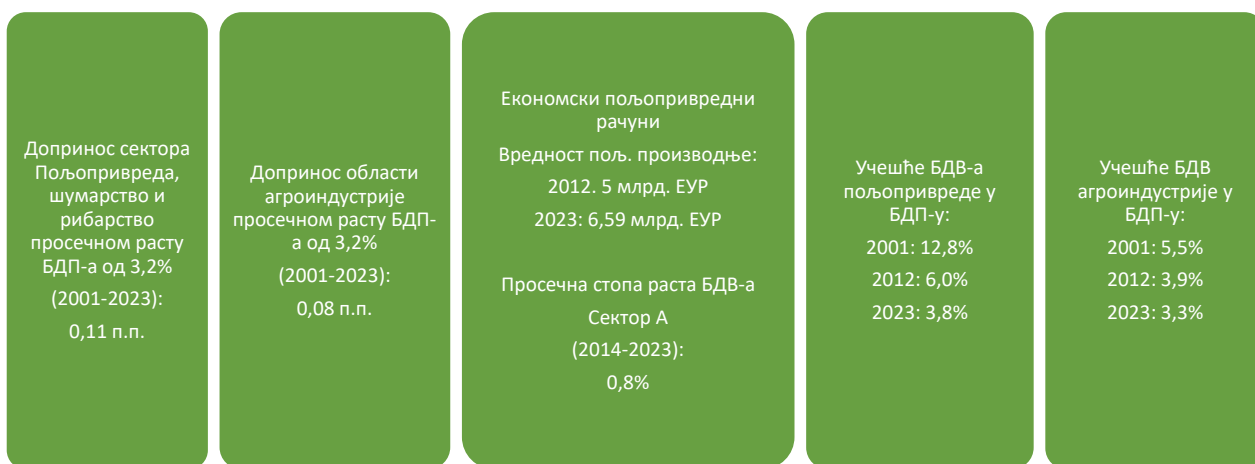 Допринос сектора
Пољопривреда,
шумарство и
рибарство
просечном расту
БДП-а од 3,2%
(2001-2023):
0,11 п.п.
Допринос области
агроиндустрије
просечном расту БДП-
а од 3,2%
(2001-2023):
0,08 п.п.
Економски пољопривредни
рачуни
Вредност пољ. производње:
2012. 5 млрд. ЕУР
2023: 6,59 млрд. ЕУР
Просечна стопа раста БДВ-а
Сектор А
(2014-2023):
0,8%
Учешће БДВ-а
пољопривреде у
БДП-у:
2001: 12,8%
2012: 6,0%
2023: 3,8%
Учешће БДВ
агроиндустрије у
БДП-у:
2001: 5,5%
2012: 3,9%
2023: 3,3%